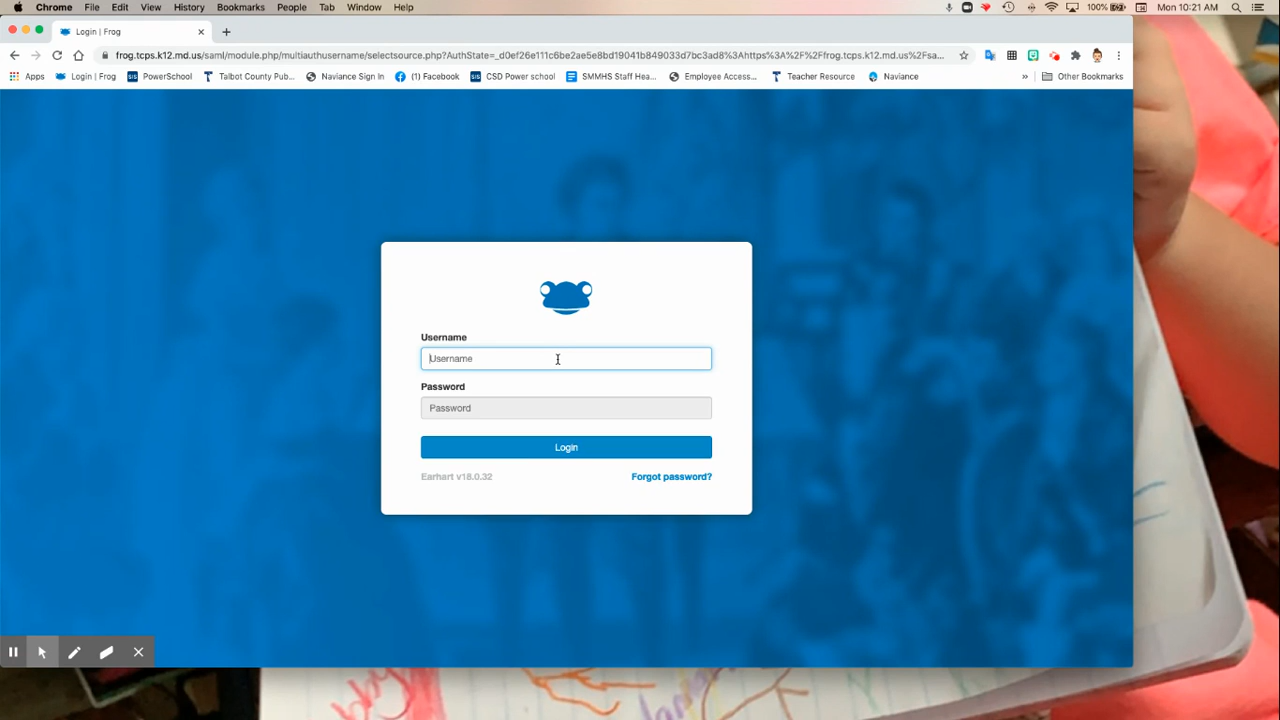 Chrome File Edit View History Bookmarks People Tab Window Help 100% Mon 10:21 AM
Login | Frog
frog.tcps.k12.md.us/saml/module.php/multiauthusername/selectsource.php?AuthState=_d0ef26e111c6be2ae5e8bd19041b849033d7bc3ad8%3Ahttps%3A%2F%2Ffrog.tcps.k12.md.us%2Fsa...
Apps Login | Frog SIS PowerSchool Talbot County Pub... Naviance Sign In (1) Facebook SIS CSD Power school SMMHS Staff Hea... Employee Access... Teacher Resource Naviance » Other Bookmarks
Username
Username
Password
Password
Login
Earhart v18.0.32 Forgot password?